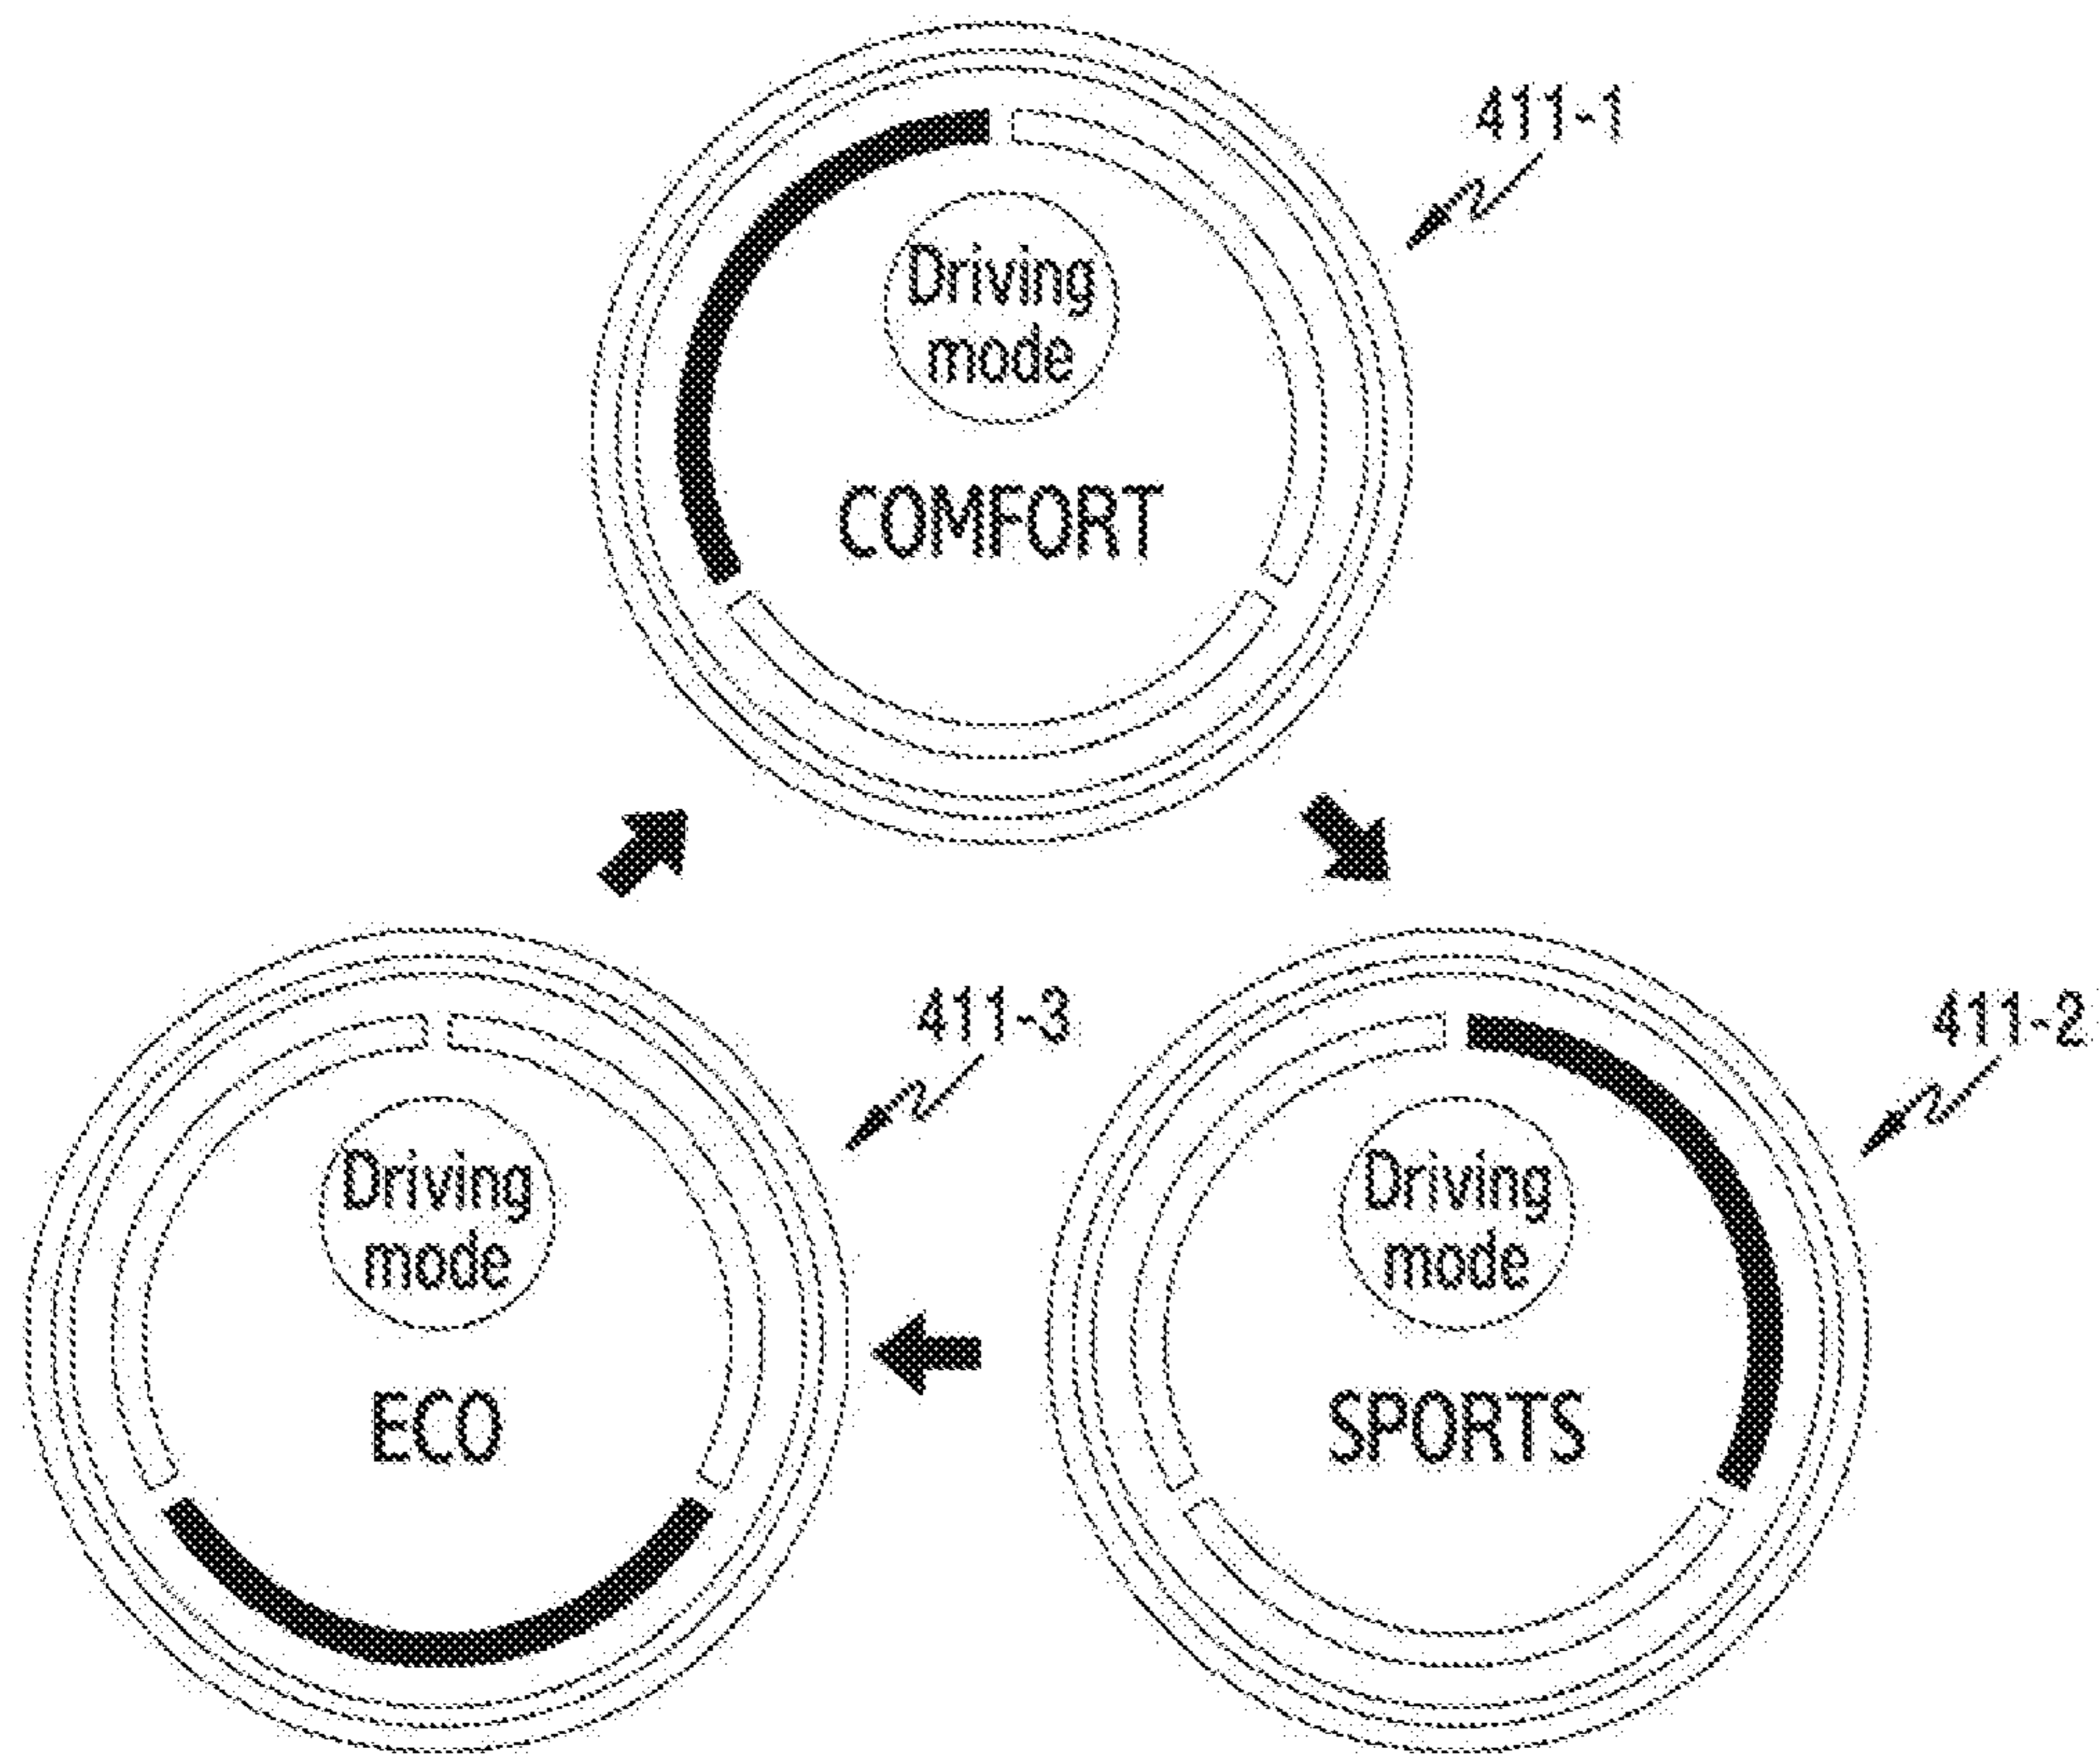 411-1
Driving
mode
COMFORT
411-3
Driving
mode
ECO
411-2
Driving
mode
SPORTS